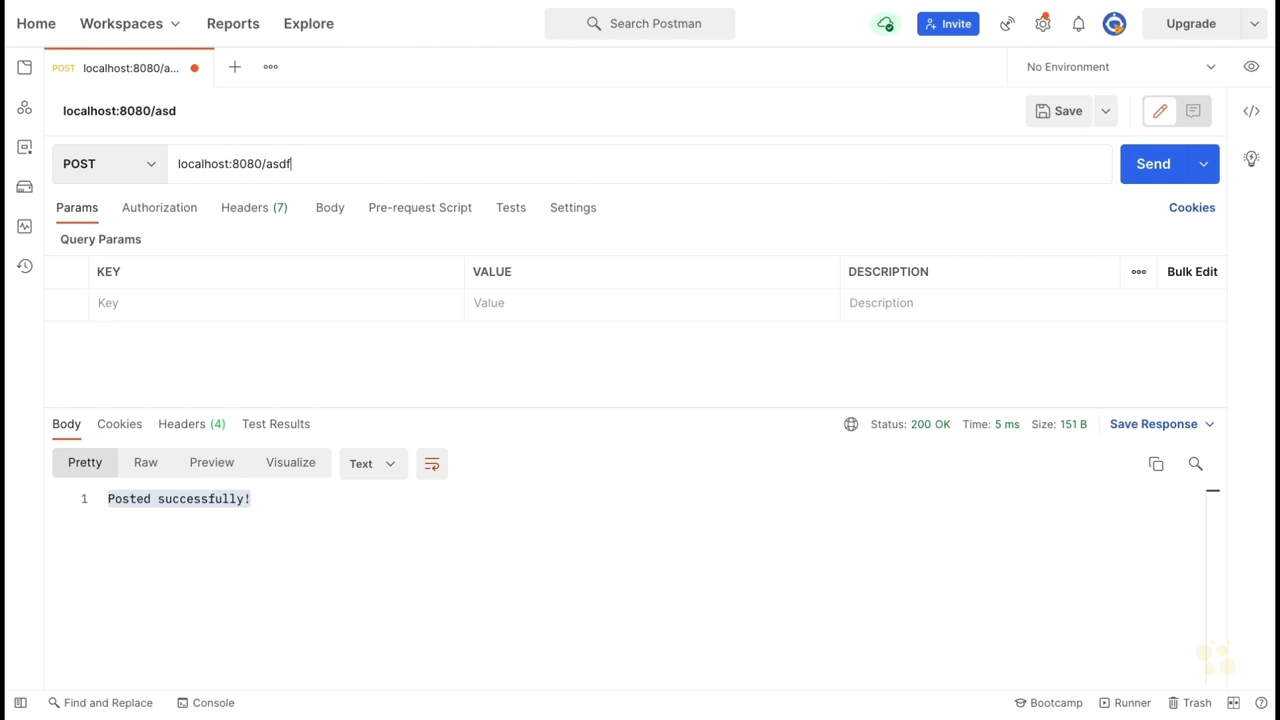 Home Workspaces Reports Explore Search Postman Invite Upgrade
POST localhost:8080/a... No Environment
localhost:8080/asd Save
POST localhost:8080/asdf Send
Params Authorization Headers (7) Body Pre-request Script Tests Settings Cookies
Query Params
KEY VALUE DESCRIPTION Bulk Edit
Key Value Description
Body Cookies Headers (4) Test Results Status: 200 OK Time: 5 ms Size: 151 B Save Response
Pretty Raw Preview Visualize Text
1 Posted successfully!
Find and Replace Console Bootcamp Runner Trash